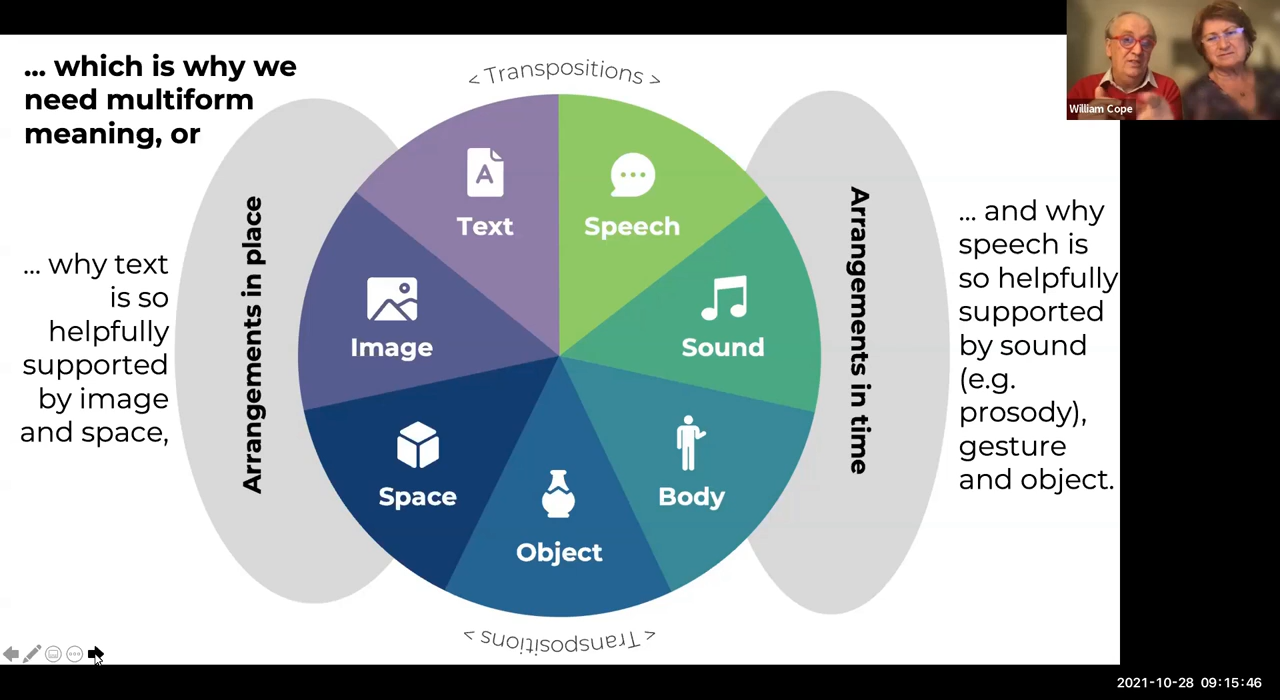 ... which is why we
need multiform
meaning, or
< Transpositions >
William Cope
Arrangements in place
Arrangements in time
... why text
is so
helpfully
supported
by image
and space,
Text
Speech
Image
Sound
Space
Body
Object
... and why
speech is
so helpfully
supported
by sound
(e.g.
prosody),
gesture
and object.
< Transpositions >
2021-10-28 09:15:46